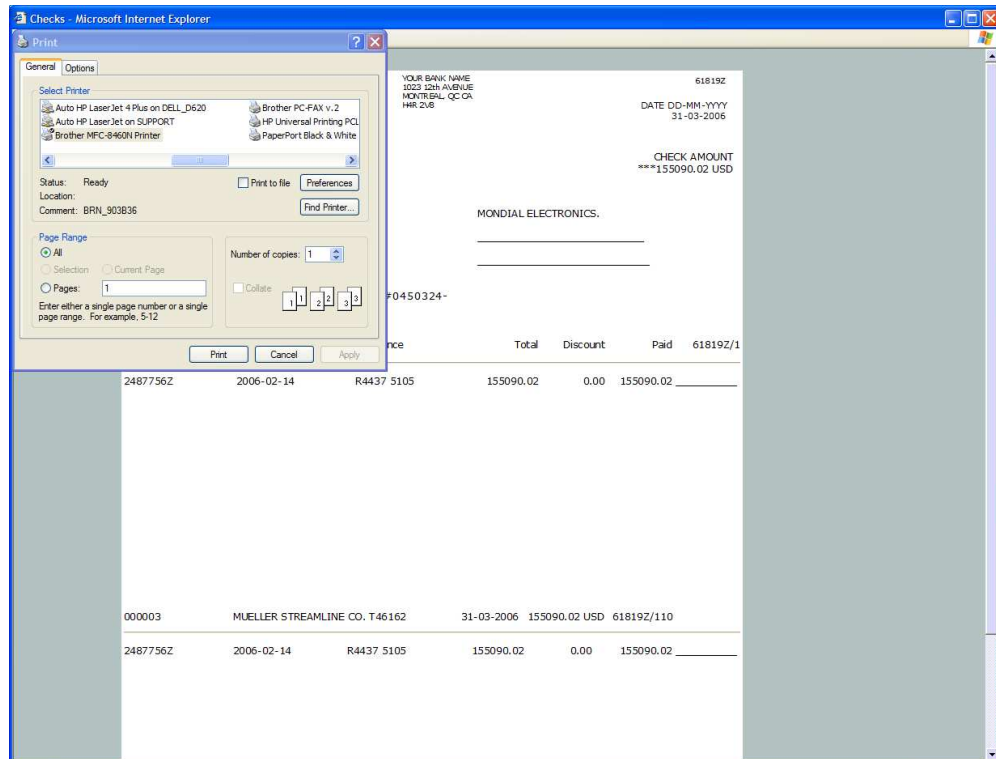 Checks - Microsoft Internet Explorer
Print
General Options
Select Printer
Auto HP LaserJet 4 Plus on DELL_D620
Auto HP LaserJet on SUPPORT
Brother MFC-8460N Printer
Brother PC-FAX v.2
HP Universal Printing PCL
PaperPort Black & White
Status: Ready
Location:
Comment: BRN_903B36
Print to file
Preferences
Find Printer...
Page Range
All
Selection Current Page
Pages: 1
Enter either a single page number or a single
page range. For example, 5-12
Number of copies: 1
Collate
1 1 2 2 3 3
Print Cancel Apply
YOUR BANK NAME
1023 12th AVENUE
MONTREAL, QC CA
H4R 2V8
61819Z
DATE DD-MM-YYYY
31-03-2006
CHECK AMOUNT
***155090.02 USD
MONDIAL ELECTRONICS.
#0450324-
nce Total Discount Paid 61819Z/1
2487756Z 2006-02-14 R4437 5105 155090.02 0.00 155090.02
000003 MUELLER STREAMLINE CO. T46162 31-03-2006 155090.02 USD 61819Z/110
2487756Z 2006-02-14 R4437 5105 155090.02 0.00 155090.02